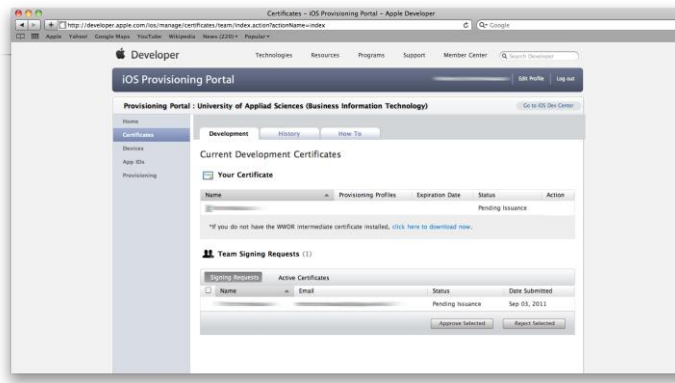 Certificates - iOS Provisioning Portal - Apple Developer
http://developer.apple.com/ios/manage/certificates/team/index.action?actionName=index
Google
Apple Yahoo! Google Maps YouTube Wikipedia News (220) Popular
Developer
Technologies Resources Programs Support Member Center Search Developer
iOS Provisioning Portal
Edit Profile Log out
Provisioning Portal : University of Appliad Sciences (Business Information Technology)
Go to iOS Dev Center
Home
Certificates
Devices
App IDs
Provisioning
Development History How To
Current Development Certificates
Your Certificate
Name Provisioning Profiles Expiration Date Status Action
Pending Issuance
*If you do not have the WWDR intermediate certificate installed, click here to download now.
Team Signing Requests (1)
Signing Requests Active Certificates
Name Email Status Date Submitted
Pending Issuance Sep 03, 2011
Approve Selected Reject Selected